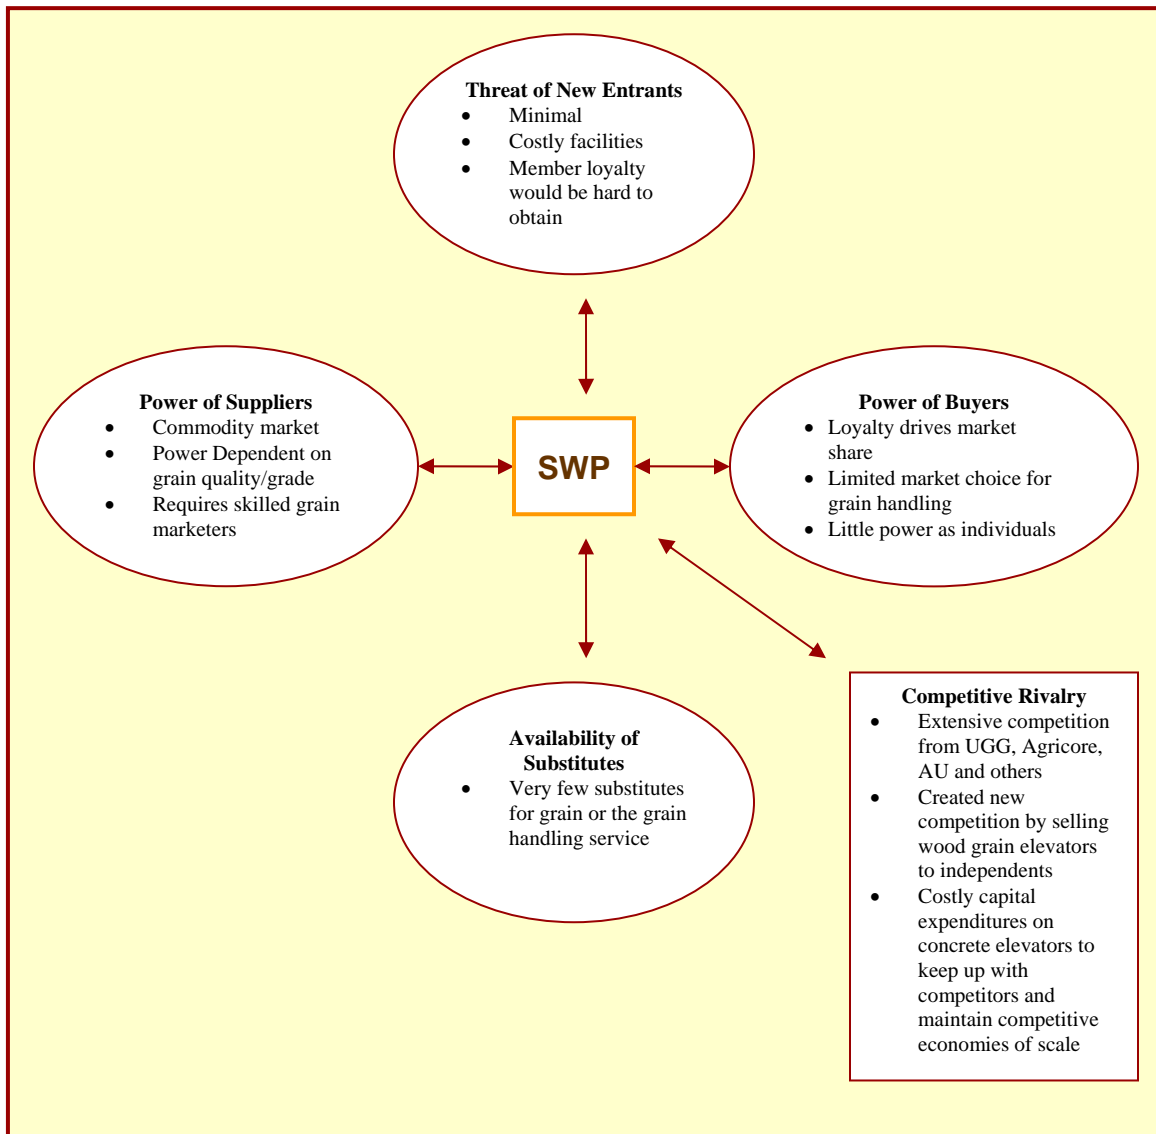 Threat of New Entrants
• Minimal
• Costly facilities
• Member loyalty
would be hard to
obtain
Power of Suppliers
• Commodity market
• Power Dependent on
grain quality/grade
• Requires skilled grain
marketers
SWP
Power of Buyers
• Loyalty drives market
share
• Limited market choice for
grain handling
• Little power as individuals
Availability of
Substitutes
• Very few substitutes
for grain or the grain
handling service
Competitive Rivalry
• Extensive competition
from UGG, Agricore,
AU and others
• Created new
competition by selling
wood grain elevators
to independents
• Costly capital
expenditures on
concrete elevators to
keep up with
competitors and
maintain competitive
economies of scale